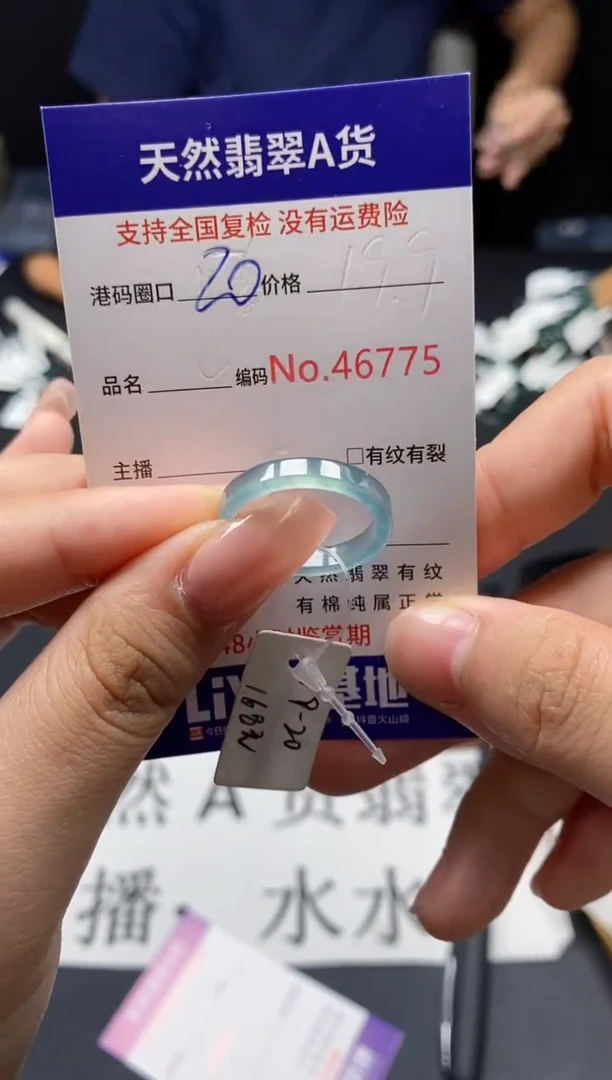 天然翡翠A货
支持全国复检 没有运费险
港码圈口 20 价格 19.9
品名 编码 No.46775
主播 □有纹有裂
天然翡翠有纹
有棉纯属正常
鉴赏期
基地
P-20
然 A 货翡翠
播: 水水